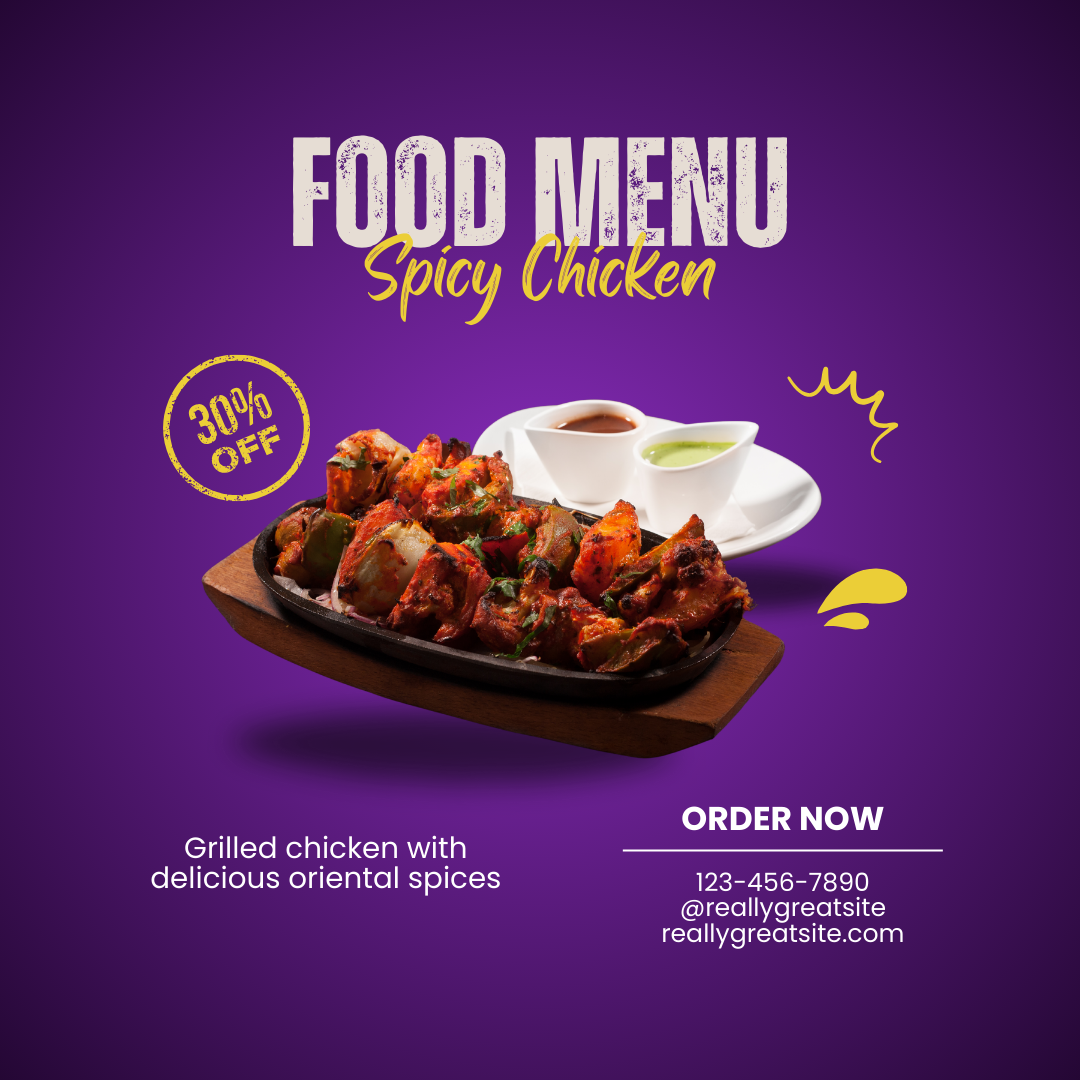 FOOD MENU
Spicy Chicken
30%
OFF
Grilled chicken with
delicious oriental spices
ORDER NOW
123-456-7890
@reallygreatsite
reallygreatsite.com